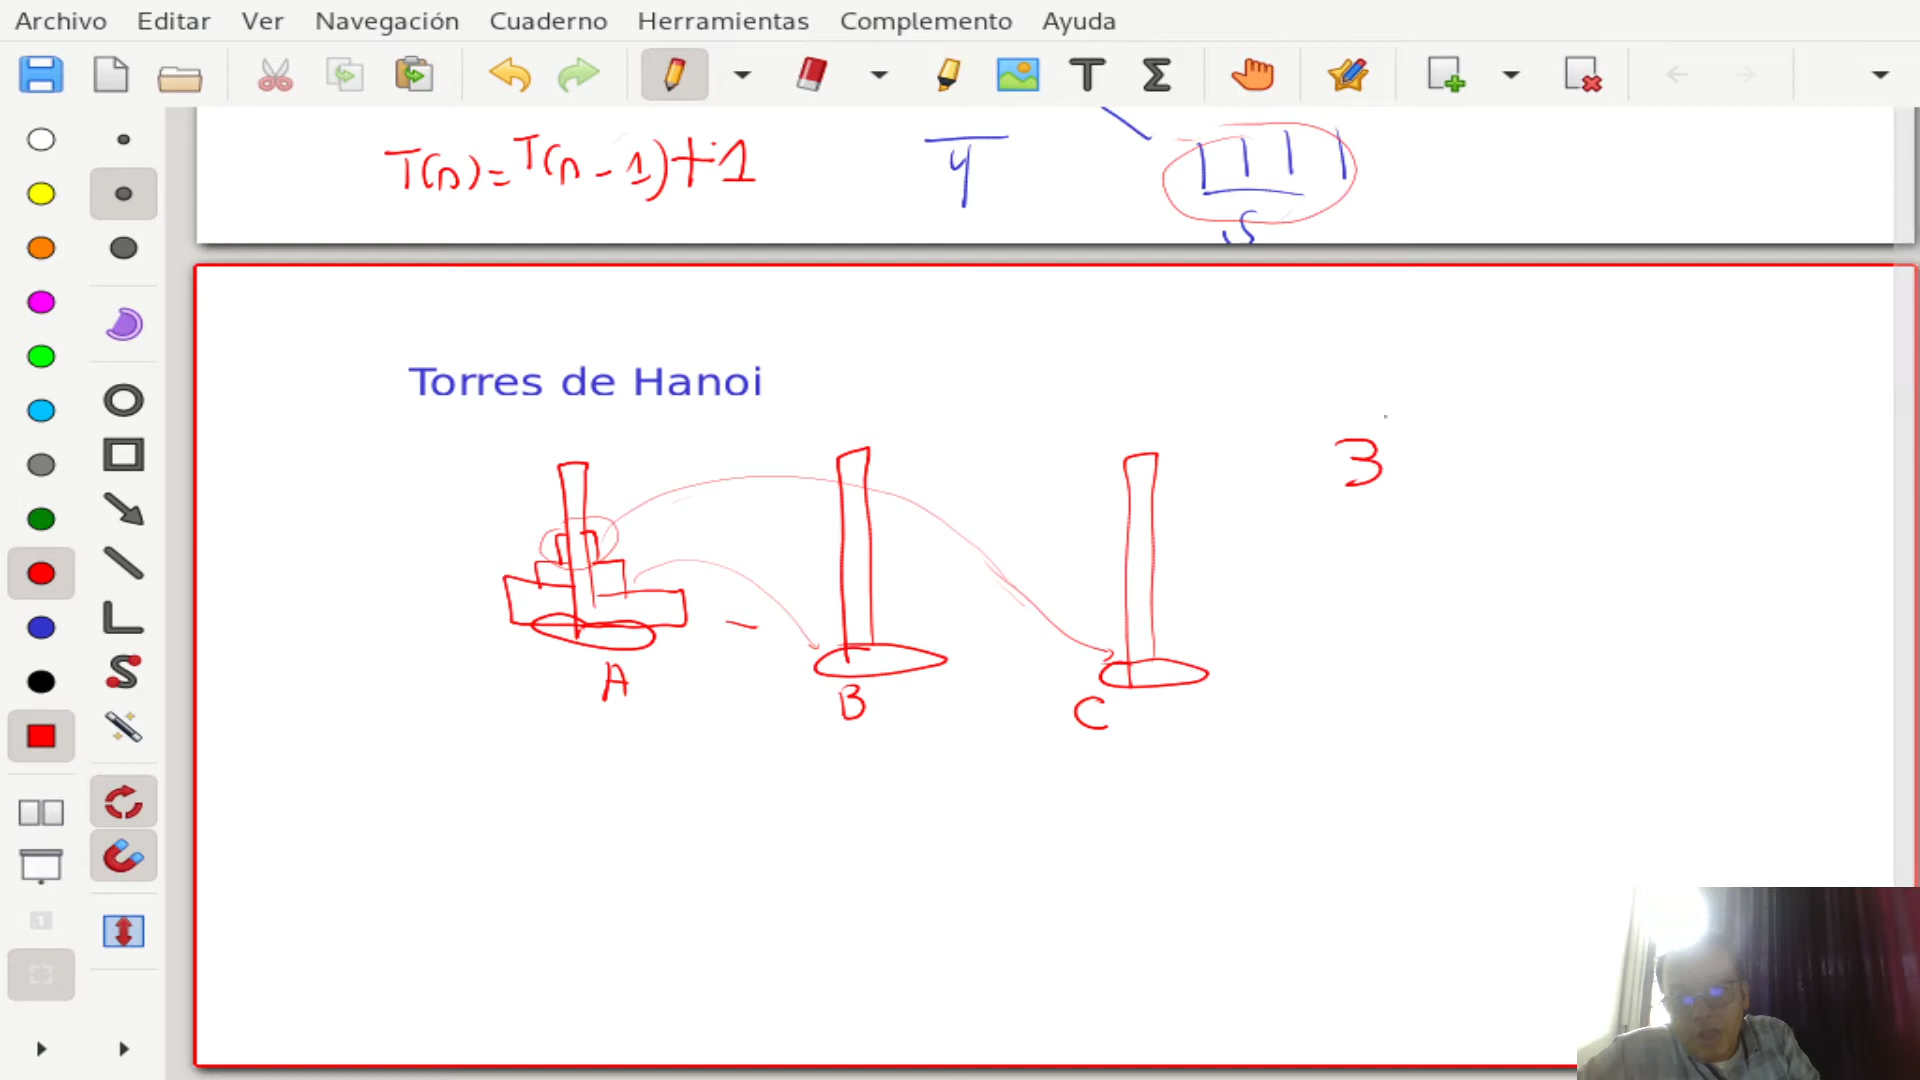 Archivo Editar Ver Navegación Cuaderno Herramientas Complemento Ayuda
T(n) = T(n - 1) + 1
4
5
Torres de Hanoi
3
A
B
C